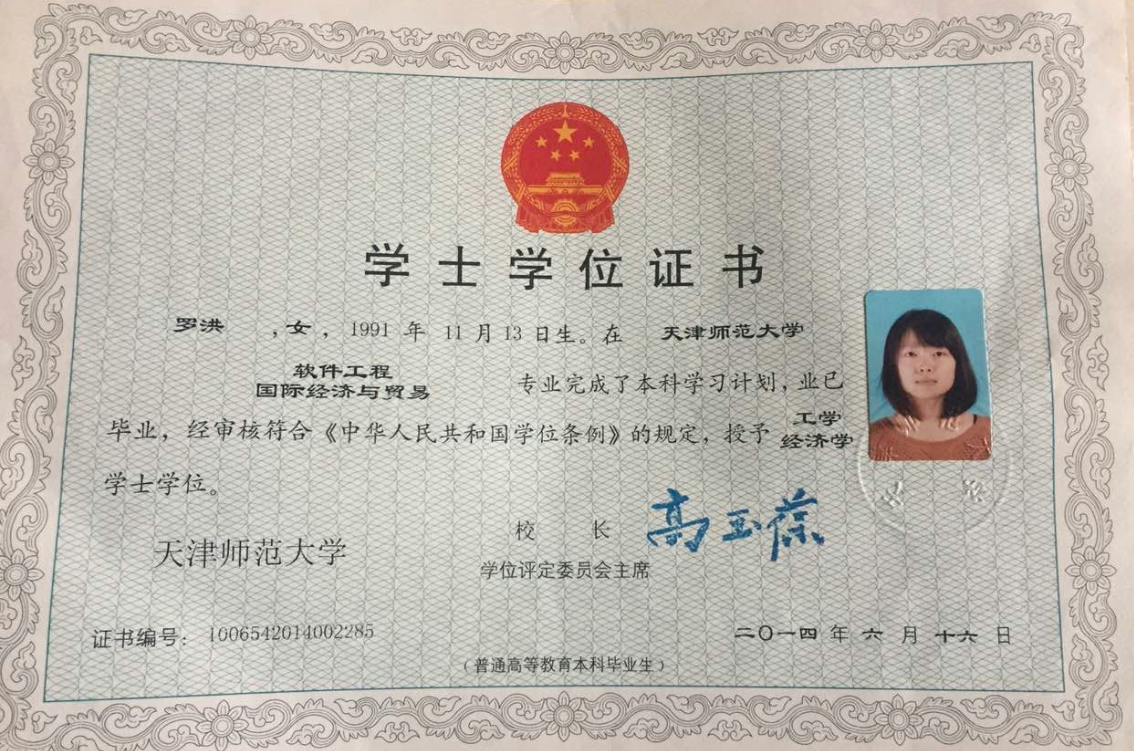 学士学位证书
罗洪 ,女,1991 年 11 月 13 日生。在 天津师范大学
软件工程
国际经济与贸易 专业完成了本科学习计划,业已
毕业,经审核符合《中华人民共和国学位条例》的规定,授予 工学
经济学
学士学位。
校 长 高玉葆
天津师范大学
学位评定委员会主席
证书编号: 1006542014002285
二〇一四 年 六 月 十六 日
(普通高等教育本科毕业生)